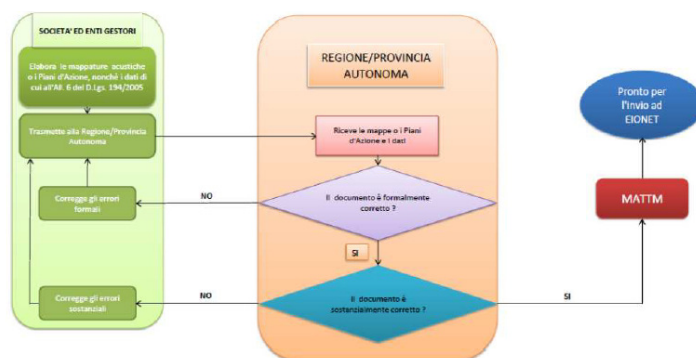 SOCIETA' ED ENTI GESTORI
Elabora le mappature acustiche
o i Piani d'Azione, nonchè i dati di
cui all'All. 6 del D.Lgs. 194/2005
Trasmette alla Regione/Provincia
Autonoma
Corregge gli errori
formali
Corregge gli errori
sostanziali
NO
NO
REGIONE/PROVINCIA
AUTONOMA
Riceve le mappe o i Piani
d'Azione e i dati
Il documento è formalmente
corretto ?
SI
Il documento è
sostanzialmente corretto ?
SI
Pronto per
l'invio ad
EIONET
MATTM